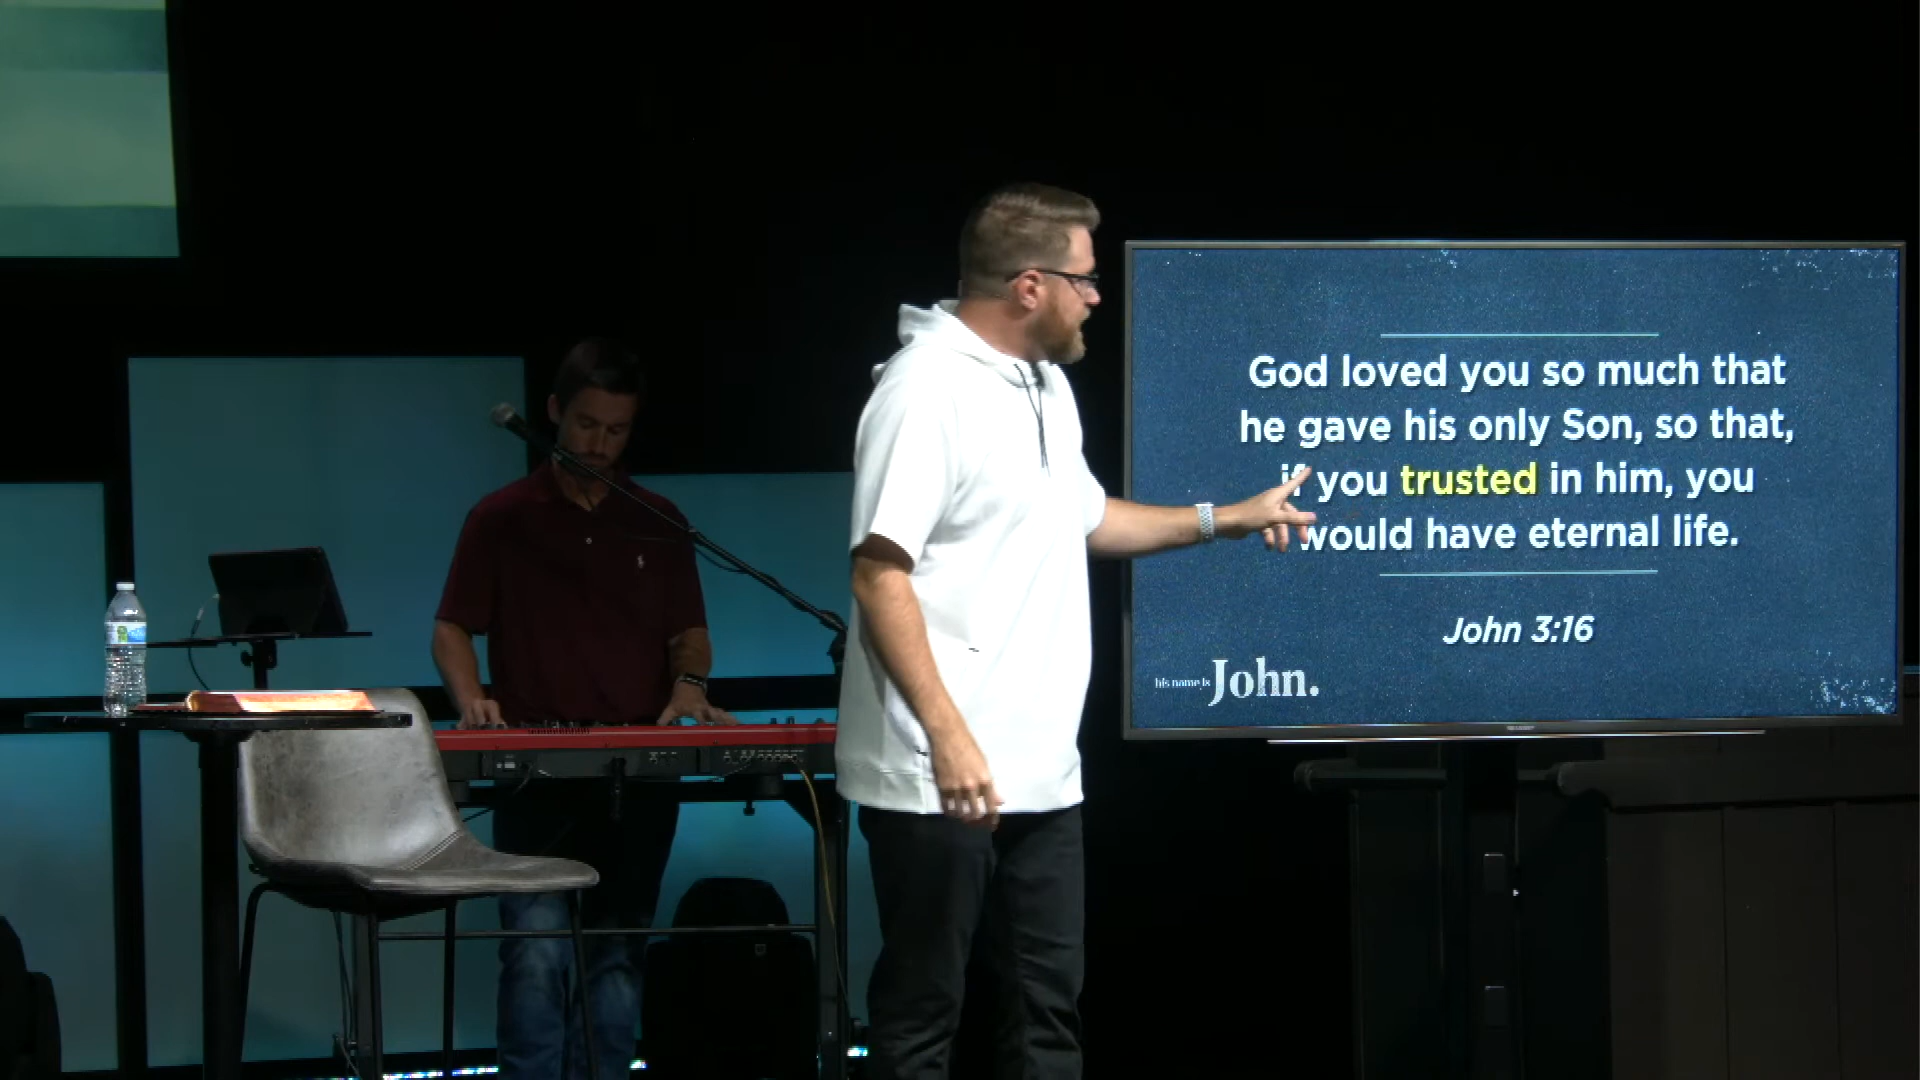 God loved you so much that
he gave his only Son, so that,
if you trusted in him, you
would have eternal life.
John 3:16
his name is John.